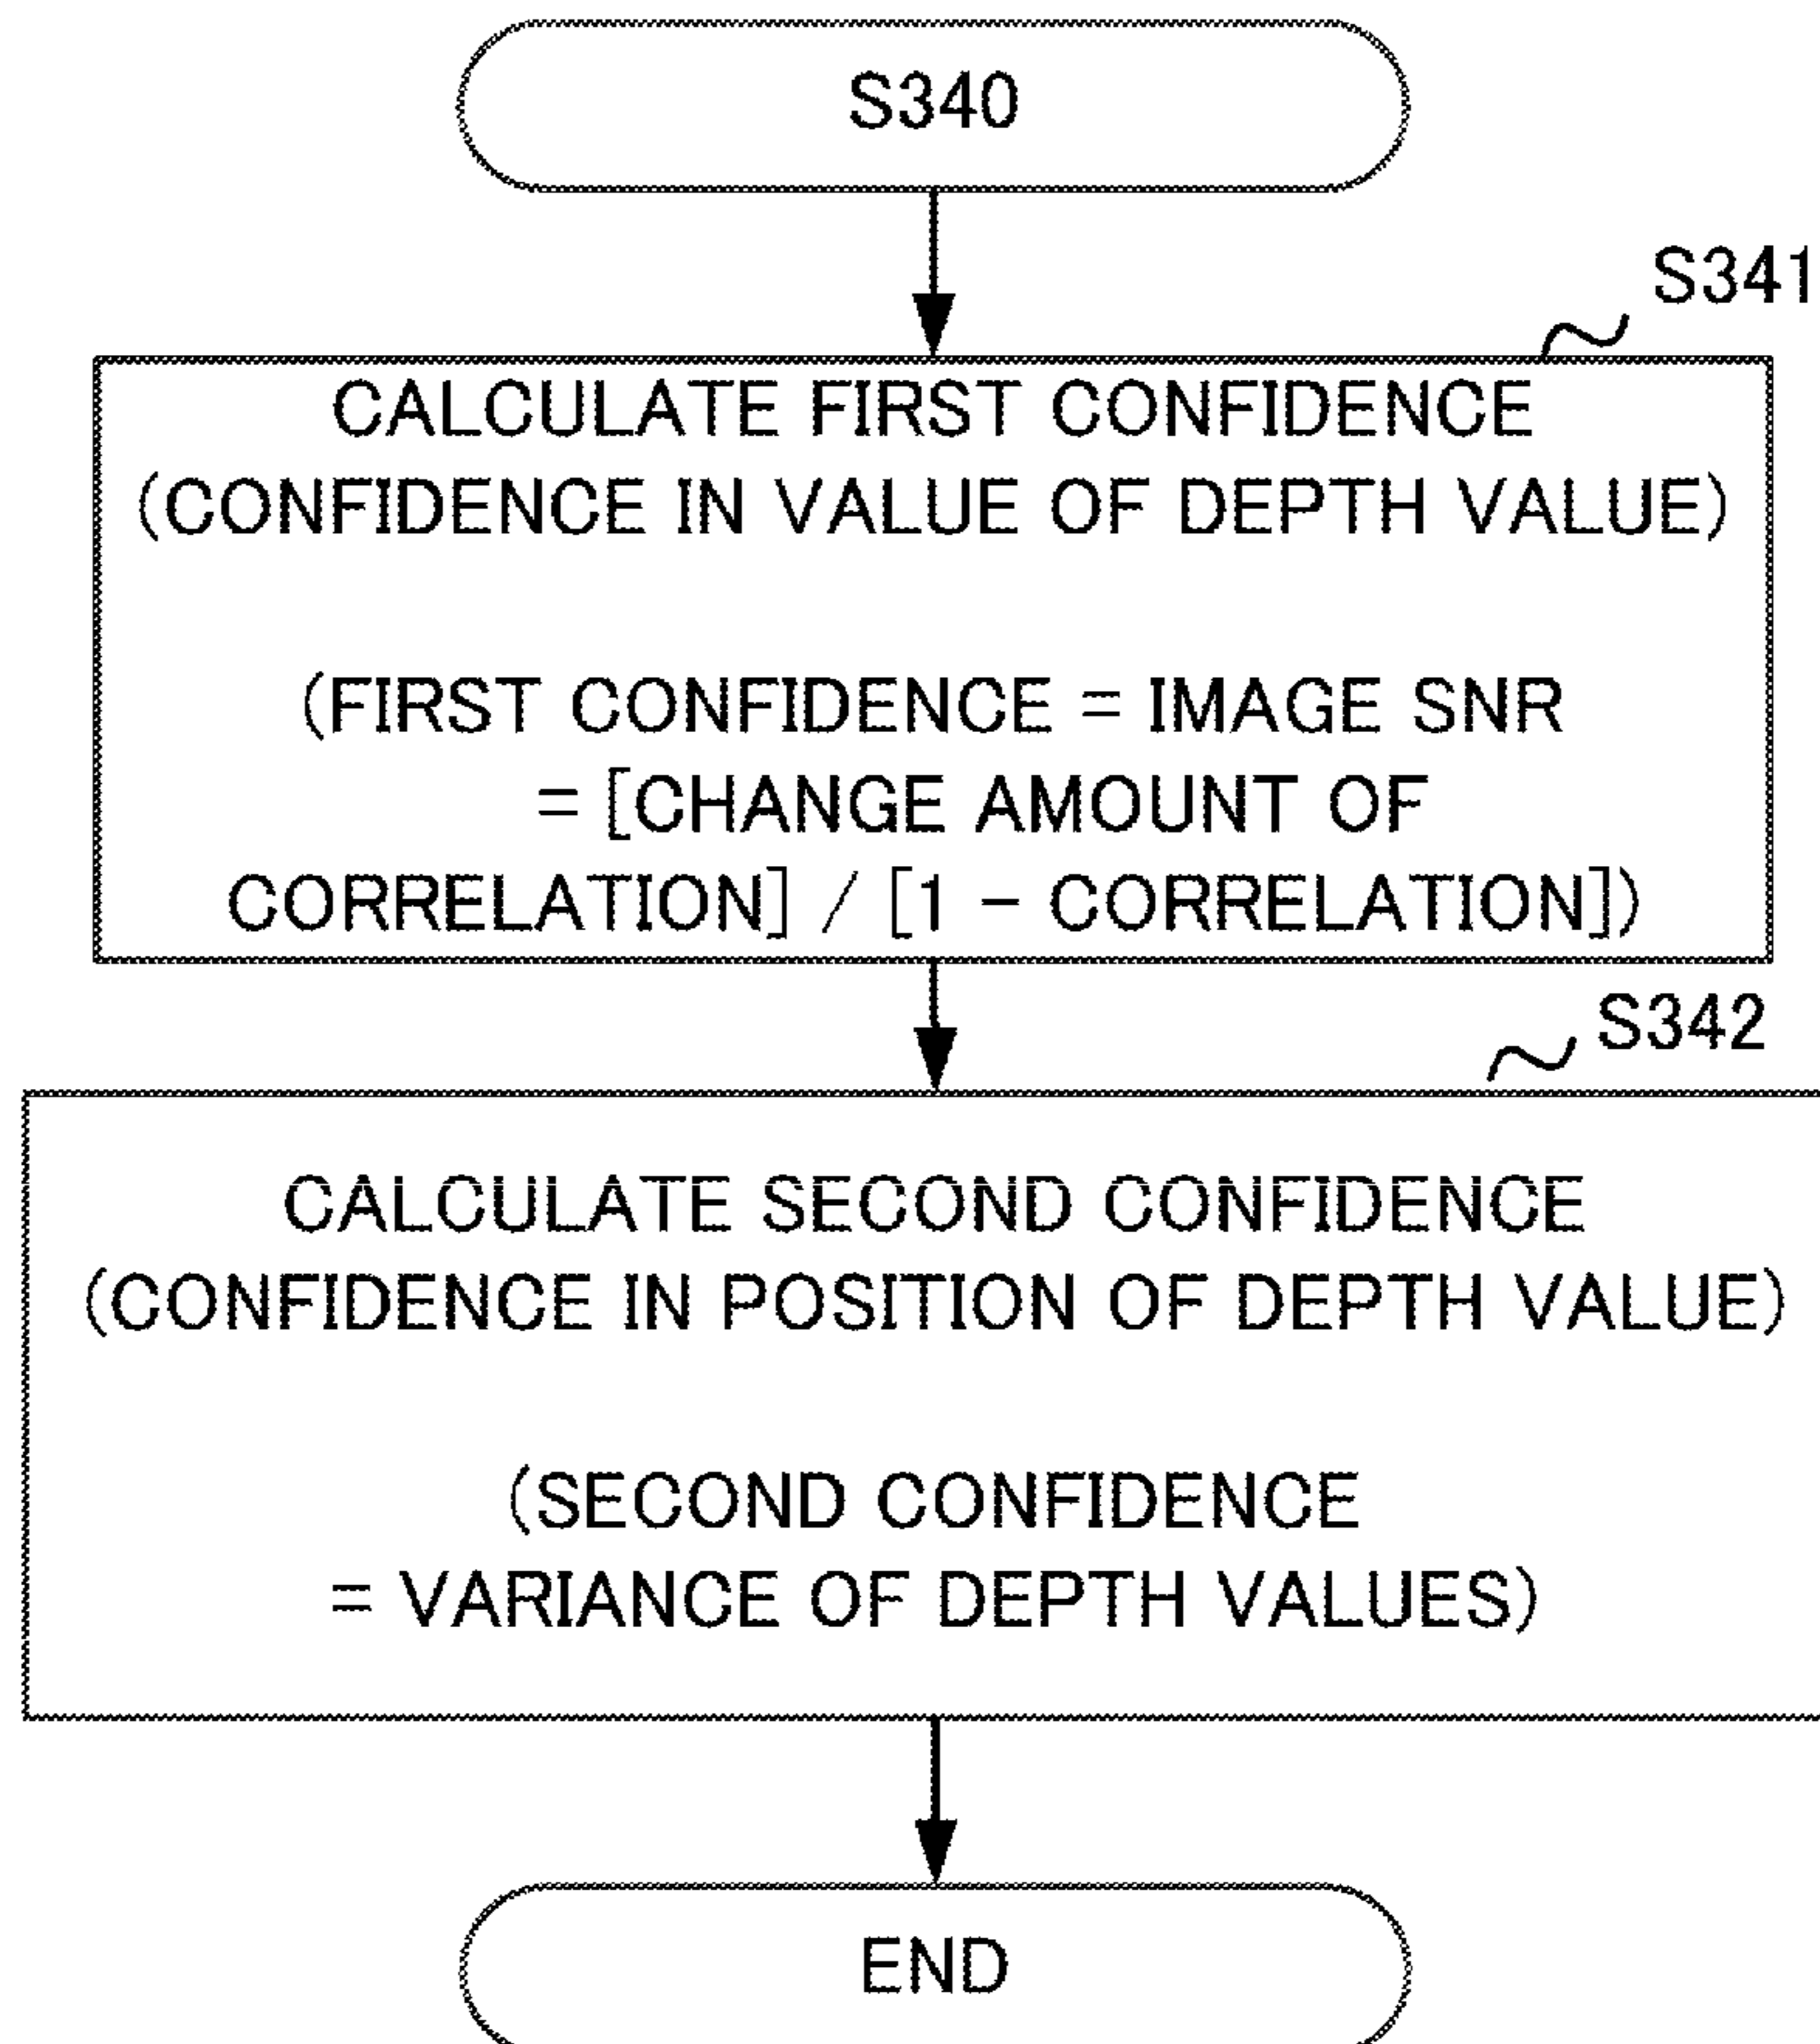 S340
S341
CALCULATE FIRST CONFIDENCE
(CONFIDENCE IN VALUE OF DEPTH VALUE)
(FIRST CONFIDENCE = IMAGE SNR
= [CHANGE AMOUNT OF
CORRELATION] / [1 - CORRELATION])
S342
CALCULATE SECOND CONFIDENCE
(CONFIDENCE IN POSITION OF DEPTH VALUE)
(SECOND CONFIDENCE
= VARIANCE OF DEPTH VALUES)
END